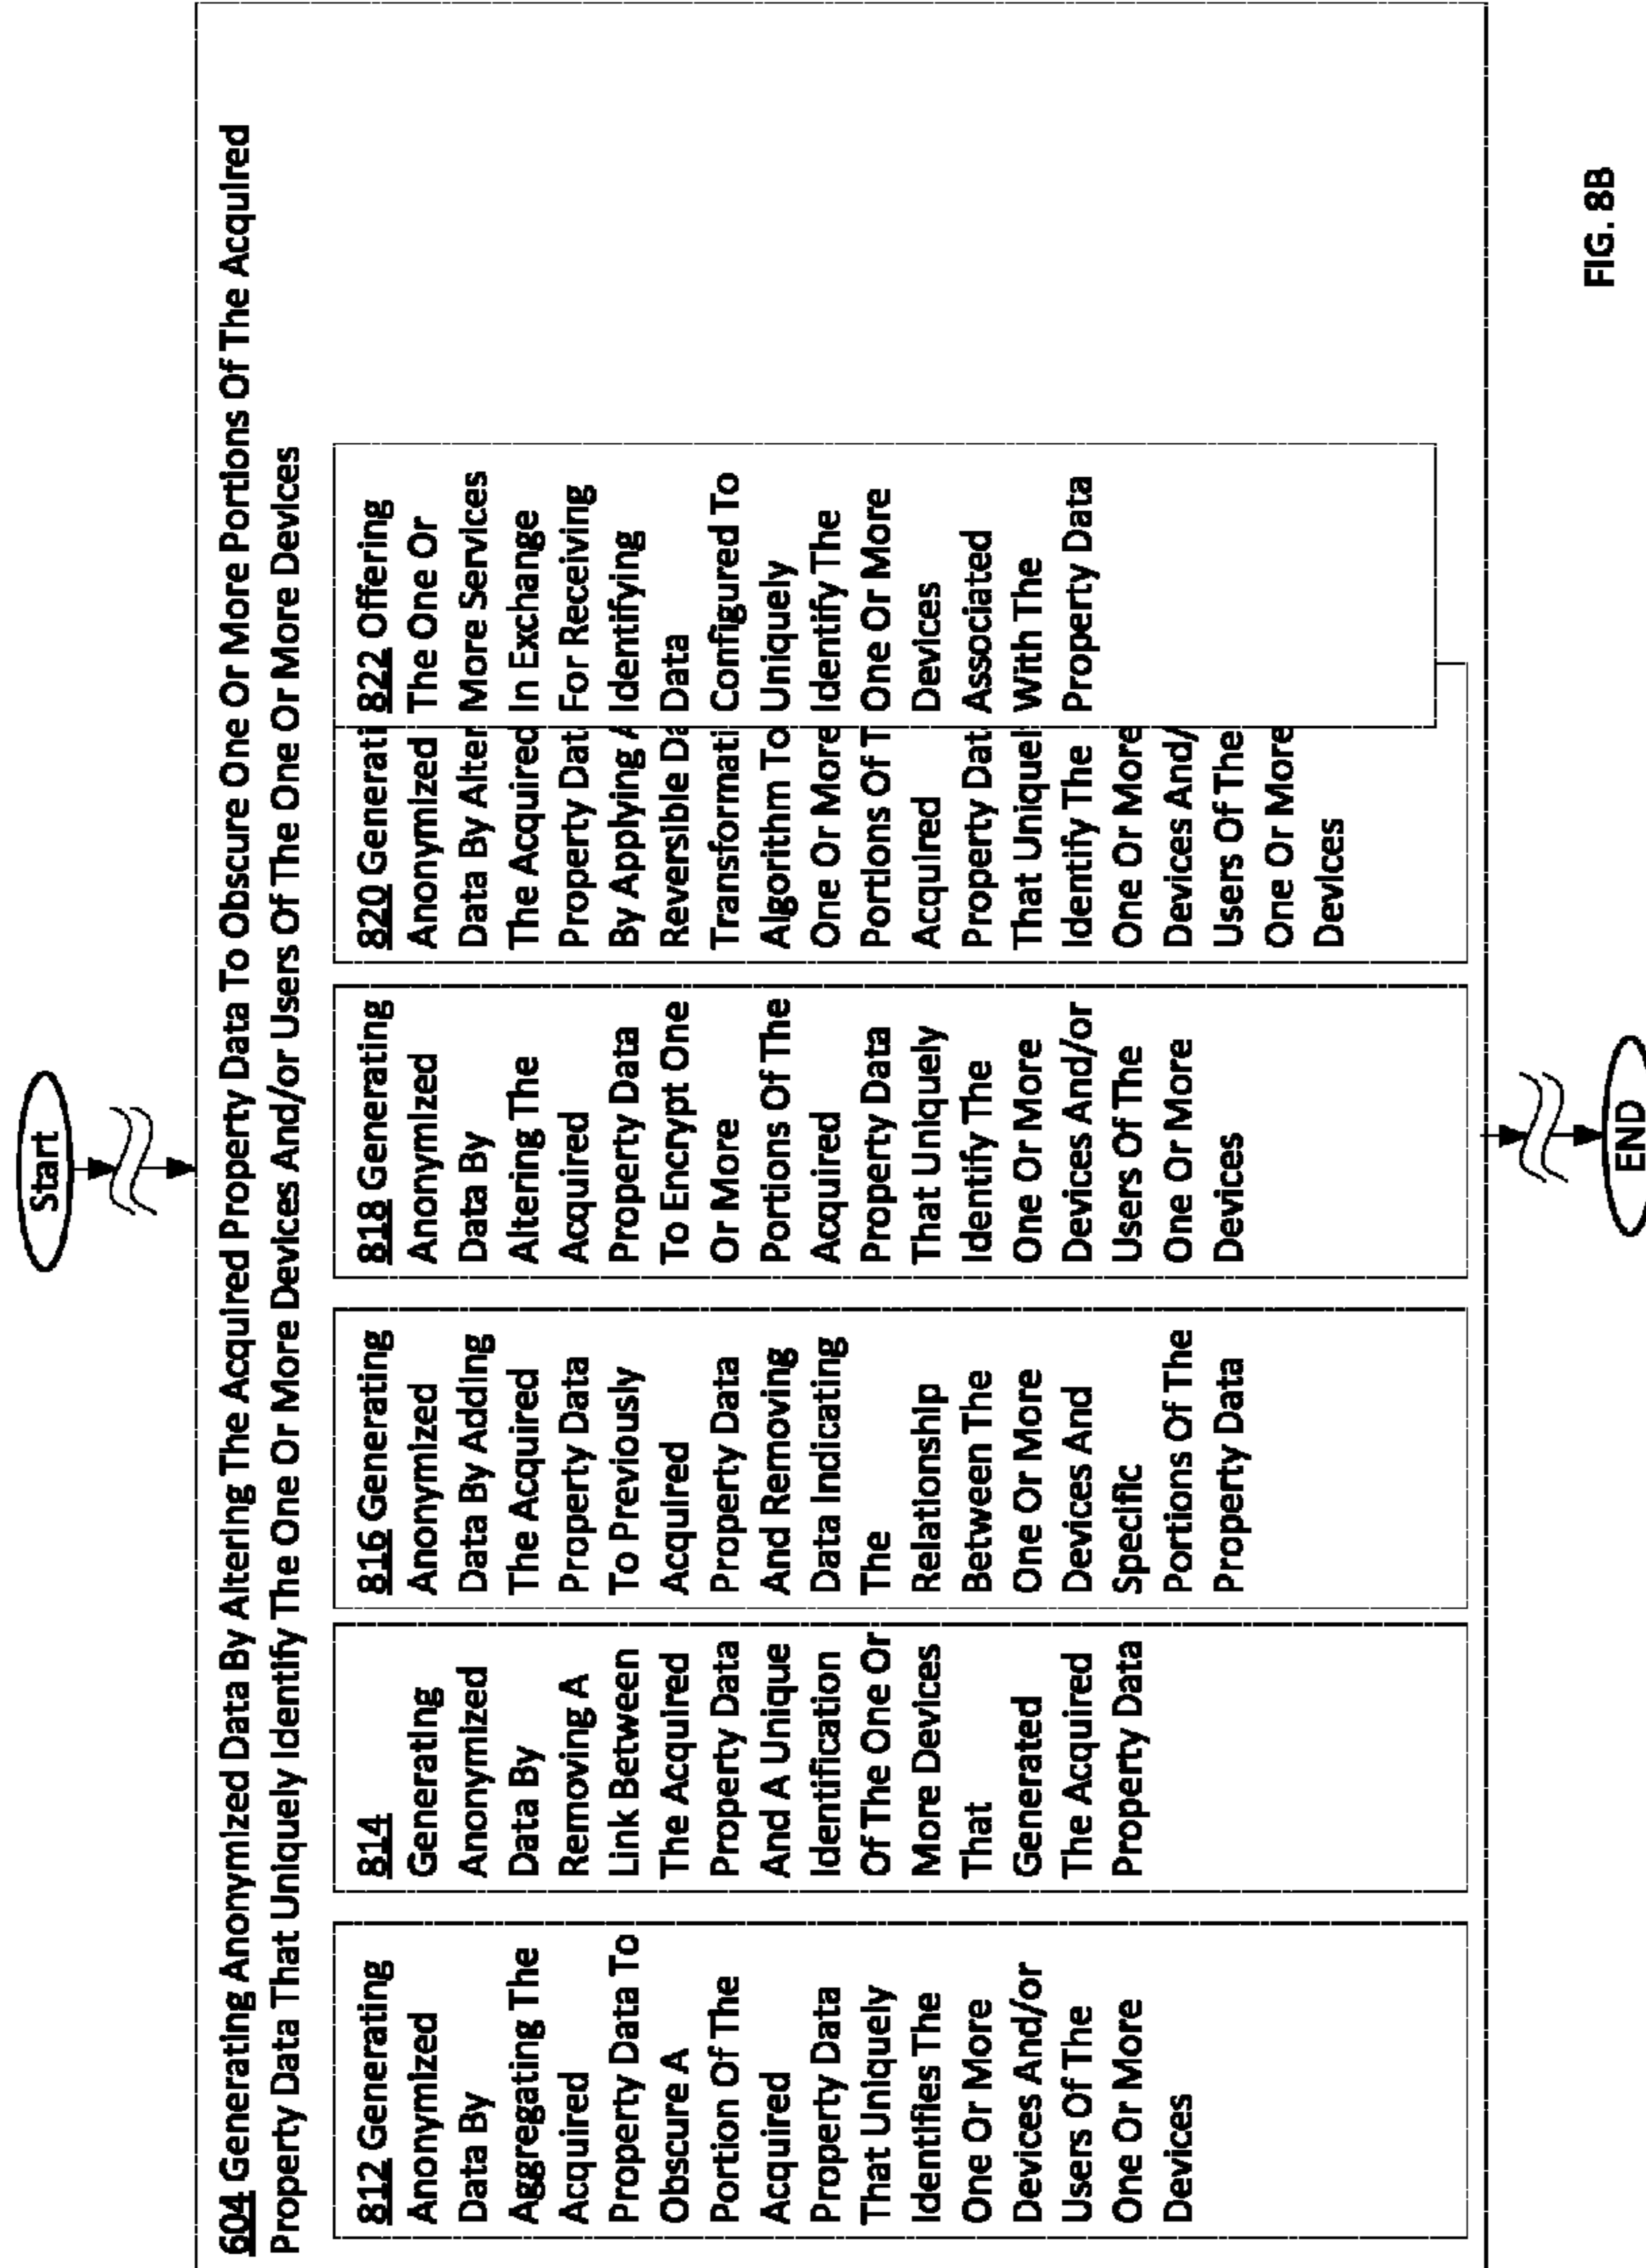 Start
604 Generating Anonymized Data By Altering The Acquired Property Data To Obscure One Or More Portions Of The Acquired
Property Data That Uniquely Identify The One Or More Devices And/or Users Of The One Or More Devices
812 Generating
Anonymized
Data By
Aggregating The
Acquired
Property Data To
Obscure A
Portion Of The
Acquired
Property Data
That Uniquely
Identifies The
One Or More
Devices And/or
Users Of The
One Or More
Devices
814
Generating
Anonymized
Data By
Removing A
Link Between
The Acquired
Property Data
And A Unique
Identification
Of The One Or
More Devices
That
Generated
The Acquired
Property Data
816 Generating
Anonymized
Data By Adding
The Acquired
Property Data
To Previously
Acquired
Property Data
And Removing
Data Indicating
The
Relationship
Between The
One Or More
Devices And
Specific
Portions Of The
Property Data
818 Generating
Anonymized
Data By
Altering The
Acquired
Property Data
To Encrypt One
Or More
Portions Of The
Acquired
Property Data
That Uniquely
Identify The
One Or More
Devices And/or
Users Of The
One Or More
Devices
820 Generati
Anonymized
Data By Alter
The Acquired
Property Dat
By Applying A
Reversible Da
Transformati
Algorithm To
One Or More
Portions Of T
Acquired
Property Dat
That Uniquel
Identify The
One Or More
Devices And/
Users Of The
One Or More
Devices
822 Offering
The One Or
More Services
In Exchange
For Receiving
Identifying
Data
Configured To
Uniquely
Identify The
One Or More
Devices
Associated
With The
Property Data
END
FIG. 8B